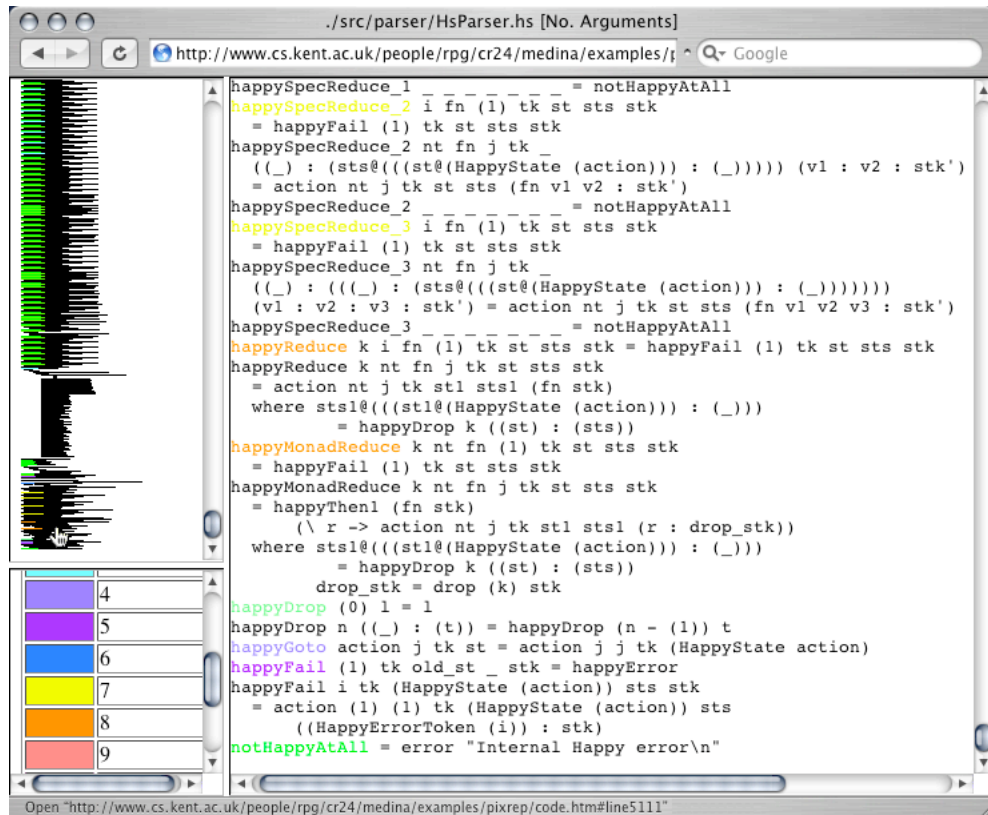 ./src/parser/HsParser.hs [No. Arguments]
http://www.cs.kent.ac.uk/people/rpg/cr24/medina/examples/p
Google
happySpecReduce_1 _ _ _ _ _ _ _ = notHappyAtAll
happySpecReduce_2 i fn (1) tk st sts stk
= happyFail (1) tk st sts stk
happySpecReduce_2 nt fn j tk _
((_) : (sts@(((st@(HappyState (action))) : (_))))) (v1 : v2 : stk')
= action nt j tk st sts (fn v1 v2 : stk')
happySpecReduce_2 _ _ _ _ _ _ _ = notHappyAtAll
happySpecReduce_3 i fn (1) tk st sts stk
= happyFail (1) tk st sts stk
happySpecReduce_3 nt fn j tk _
((_) : (((_) : (sts@(((st@(HappyState (action))) : (_)))))))
(v1 : v2 : v3 : stk') = action nt j tk st sts (fn v1 v2 v3 : stk')
happySpecReduce_3 _ _ _ _ _ _ _ = notHappyAtAll
happyReduce k i fn (1) tk st sts stk = happyFail (1) tk st sts stk
happyReduce k nt fn j tk st sts stk
= action nt j tk st1 sts1 (fn stk)
where sts1@(((st1@(HappyState (action))) : (_)))
= happyDrop k ((st) : (sts))
happyMonadReduce k nt fn (1) tk st sts stk
= happyFail (1) tk st sts stk
happyMonadReduce k nt fn j tk st sts stk
= happyThen1 (fn stk)
(\ r -> action nt j tk st1 sts1 (r : drop_stk))
where sts1@(((st1@(HappyState (action))) : (_)))
= happyDrop k ((st) : (sts))
drop_stk = drop (k) stk
happyDrop (0) l = l
happyDrop n ((_) : (t)) = happyDrop (n - (1)) t
happyGoto action j tk st = action j j tk (HappyState action)
happyFail (1) tk old_st _ stk = happyError
happyFail i tk (HappyState (action)) sts stk
= action (1) (1) tk (HappyState (action)) sts
((HappyErrorToken (i)) : stk)
notHappyAtAll = error "Internal Happy error\n"
4
5
6
7
8
9
Open "http://www.cs.kent.ac.uk/people/rpg/cr24/medina/examples/pixrep/code.htm#line5111"